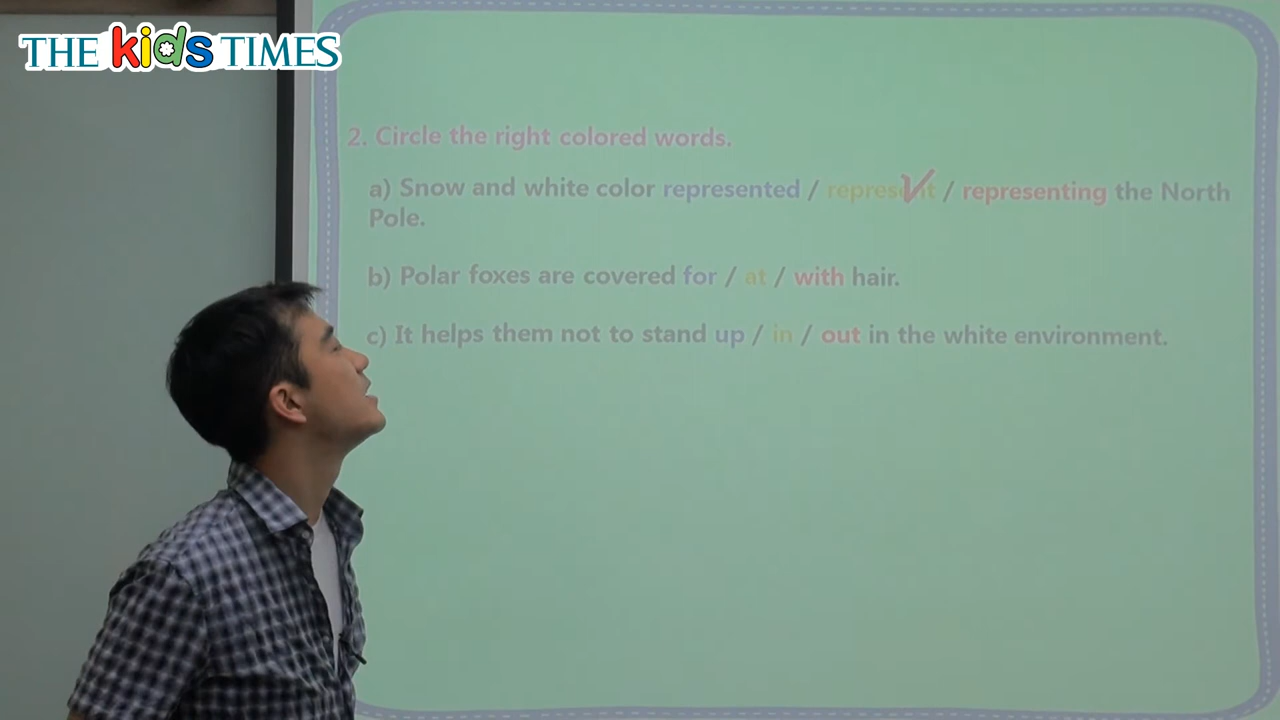 THE kids TIMES
2. Circle the right colored words.
a) Snow and white color represented / represent / representing the North
Pole.
b) Polar foxes are covered for / at / with hair.
c) It helps them not to stand up / in / out in the white environment.